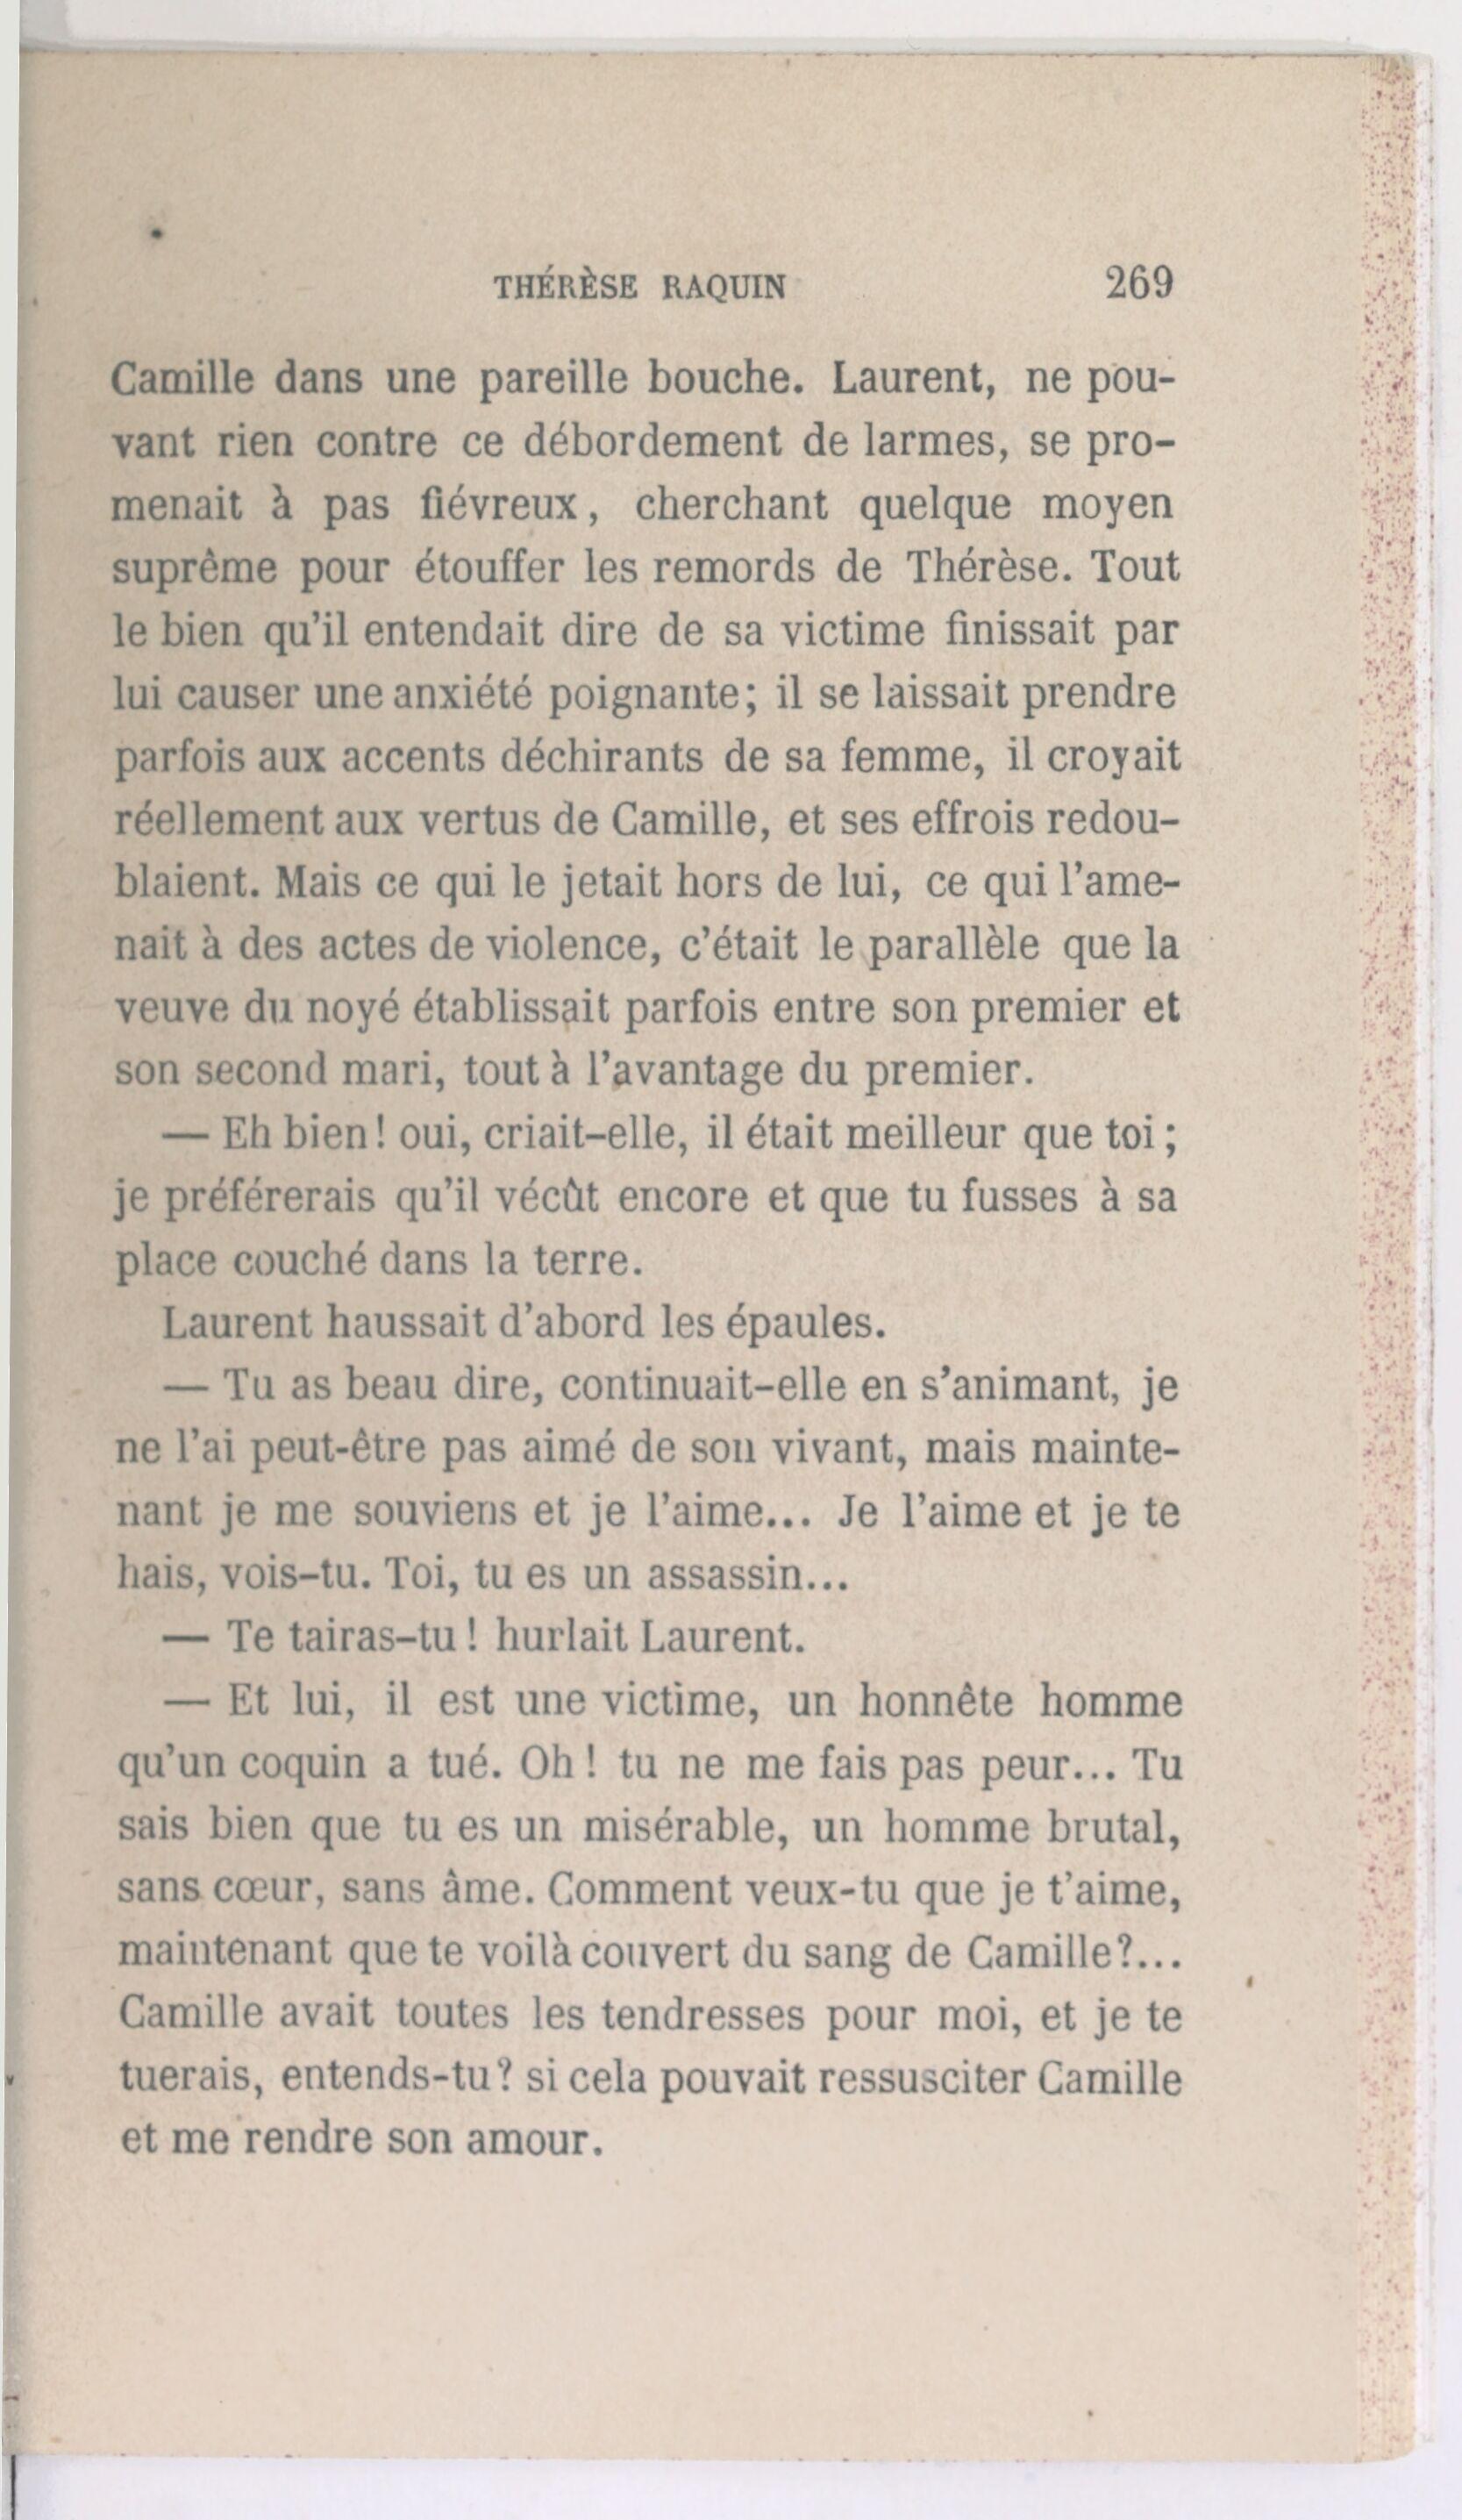 THÉRÈSE RAQUIN 269
Camille dans une pareille bouche. Laurent, ne pou-
vant rien contre ce débordement de larmes, se pro-
menait à pas fiévreux, cherchant quelque moyen
suprême pour étouffer les remords de Thérèse. Tout
le bien qu'il entendait dire de sa victime finissait par
lui causer une anxiété poignante; il se laissait prendre
parfois aux accents déchirants de sa femme, il croyait
réellement aux vertus de Camille, et ses effrois redou-
blaient. Mais ce qui le jetait hors de lui, ce qui l'ame-
nait à des actes de violence, c'était le parallèle que la
veuve du noyé établissait parfois entre son premier et
son second mari, tout à l'avantage du premier.
— Eh bien! oui, criait-elle, il était meilleur que toi;
je préférerais qu'il vécût encore et que tu fusses à sa
place couché dans la terre.
Laurent haussait d'abord les épaules.
— Tu as beau dire, continuait-elle en s'animant, je
ne l'ai peut-être pas aimé de son vivant, mais mainte-
nant je me souviens et je l'aime... Je l'aime et je te
hais, vois-tu. Toi, tu es un assassin...
— Te tairas-tu! hurlait Laurent.
— Et lui, il est une victime, un honnête homme
qu'un coquin a tué. Oh! tu ne me fais pas peur... Tu
sais bien que tu es un misérable, un homme brutal,
sans cœur, sans âme. Comment veux-tu que je t'aime,
maintenant que te voilà couvert du sang de Camille?...
Camille avait toutes les tendresses pour moi, et je te
tuerais, entends-tu? si cela pouvait ressusciter Camille
et me rendre son amour.